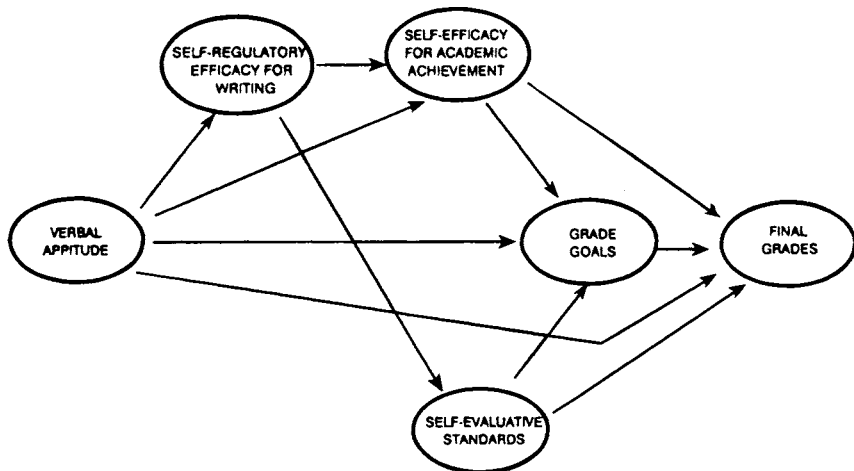 SELF-REGULATORY
EFFICACY FOR
WRITING
SELF-EFFICACY
FOR ACADEMIC
ACHIEVEMENT
VERBAL
APPITUDE
GRADE
GOALS
FINAL
GRADES
SELF-EVALUATIVE
STANDARDS